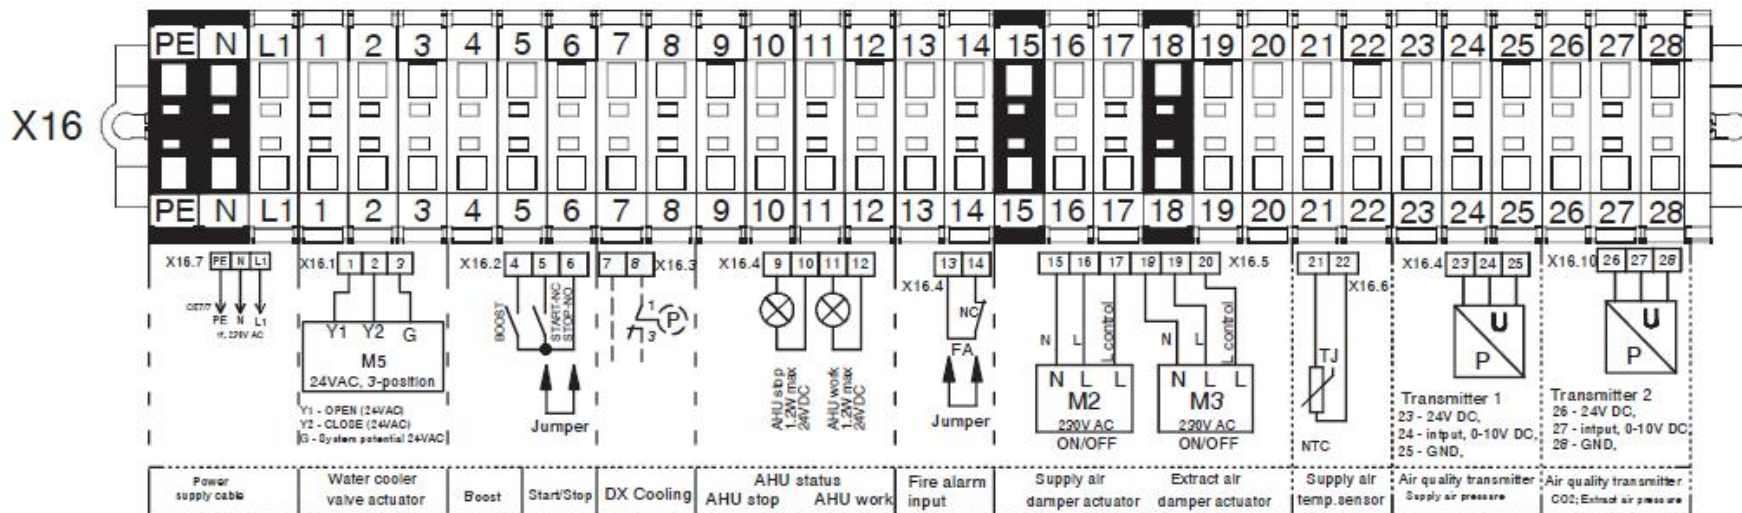 PE N L1 1 2 3 4 5 6 7 8 9 10 11 12 13 14 15 16 17 18 19 20 21 22 23 24 25 26 27 28
X16
PE N L1 1 2 3 4 5 6 7 8 9 10 11 12 13 14 15 16 17 18 19 20 21 22 23 24 25 26 27 28
X16.7 PE N L1
X16.1 1 2 3
X16.2 4 5 6
7 8 X16.3
X16.4 9 10 11 12
13 14
X16.4
15 16 17 18 19 20 X16.5
21 22
X16.6
X16.4 23 24 25
X16.10 26 27 28
PE N L1
1f, 220V AC
Y1 Y2 G
M5
24VAC, 3-position
Y1 - OPEN (24VAC)
Y2 - CLOSE (24VAC)
G - System potential 24VAC
BOOST
START-NC
STOP-NO
Jumper
1
P
3
AHU stop
1.2W max
24VDC
AHU work
1.2W max
24VDC
NC
FA
Jumper
N L L control
N L L
M2
230V AC
ON/OFF
N L L control
N L L
M3
230V AC
ON/OFF
TJ
NTC
U
P
Transmitter 1
23 - 24V DC,
24 - intput, 0-10V DC,
25 - GND,
U
P
Transmitter 2
26 - 24V DC,
27 - intput, 0-10V DC
28 - GND,
Power
supply cable
Water cooler
valve actuator
Boost
Start/Stop
DX Cooling
AHU status
AHU stop AHU work
Fire alarm
input
Supply air
damper actuator
Extract air
damper actuator
Supply air
temp.sensor
Air quality transmitter
Supply air pressure
Air quality transmitter
CO2; Extract air pressure